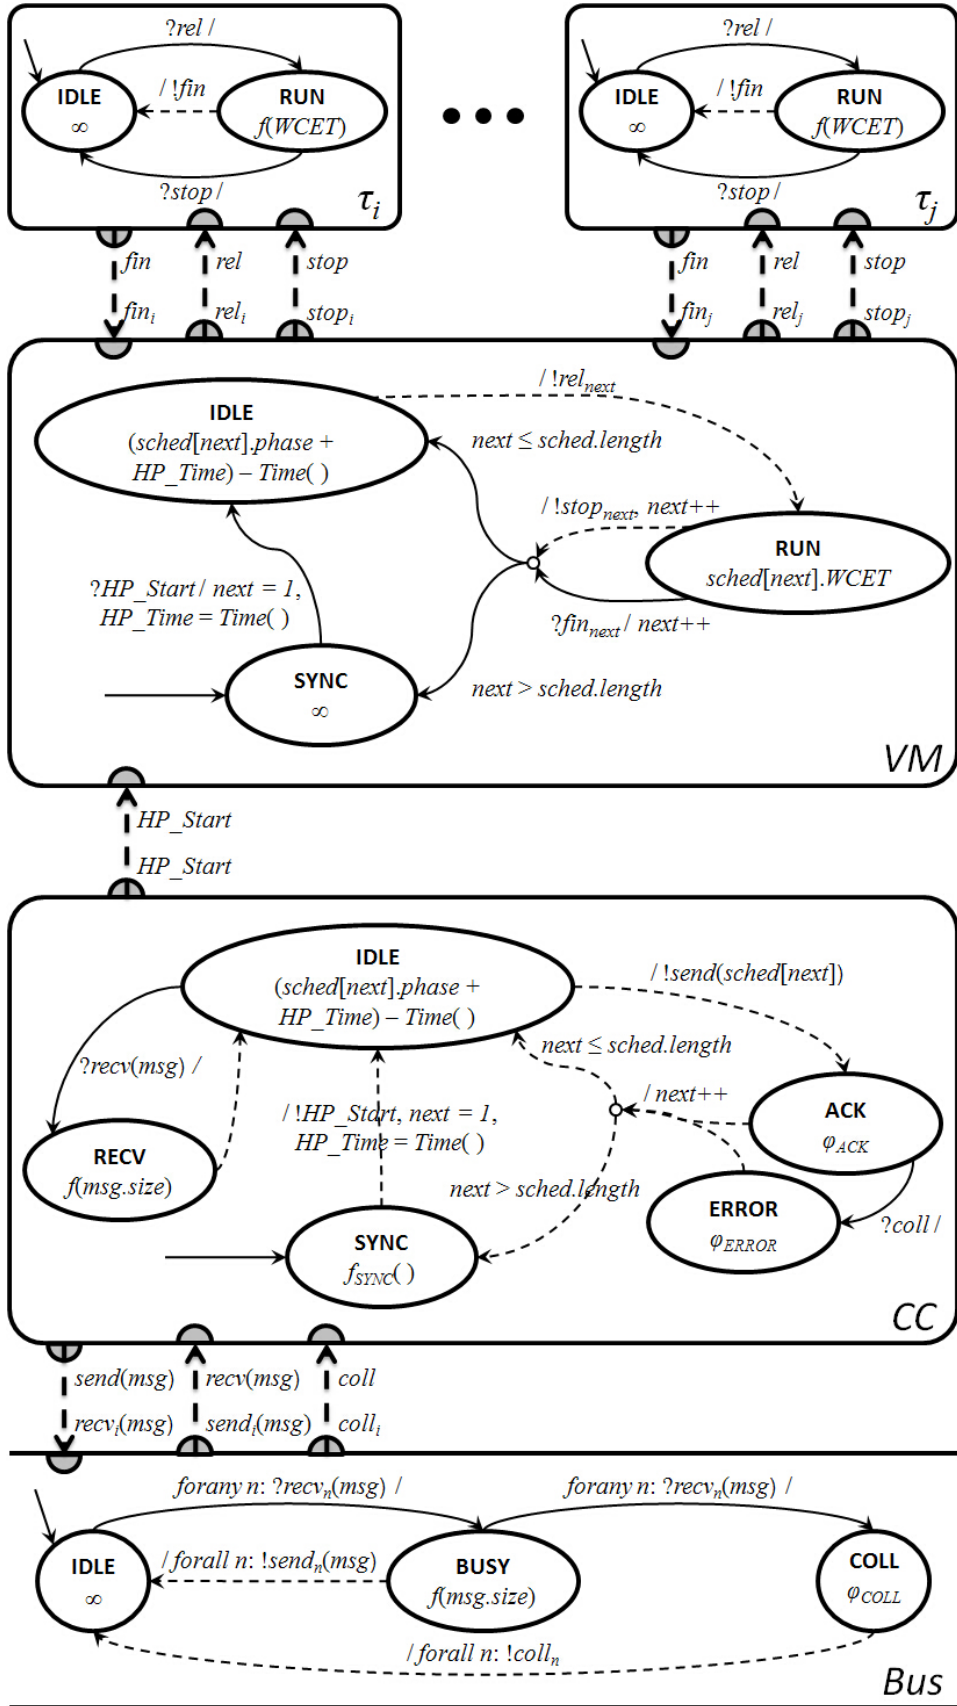 ?rel /
?rel /
/ !fin
/ !fin
IDLE
∞
RUN
f(WCET)
IDLE
∞
RUN
f(WCET)
?stop /
?stop /
τi
τj
fin
rel
stop
fin
rel
stop
fini
reli
stopi
finj
relj
stopj
/ !relnext
IDLE
(sched[next].phase +
HP_Time) – Time( )
next ≤ sched.length
/ !stopnext, next++
RUN
sched[next].WCET
?HP_Start / next = 1,
HP_Time = Time( )
?finnext / next++
SYNC
∞
next > sched.length
VM
HP_Start
HP_Start
IDLE
(sched[next].phase +
HP_Time) – Time( )
/ !send(sched[next])
next ≤ sched.length
?recv(msg) /
/ next++
ACK
φACK
/ !HP_Start, next = 1,
HP_Time = Time( )
RECV
f(msg.size)
next > sched.length
ERROR
φERROR
?coll /
SYNC
fSYNC( )
CC
send(msg)
recv(msg)
coll
recvi(msg)
sendi(msg)
colli
forany n: ?recvn(msg) /
forany n: ?recvn(msg) /
IDLE
∞
/ forall n: !sendn(msg)
BUSY
f(msg.size)
COLL
φCOLL
/ forall n: !colln
Bus